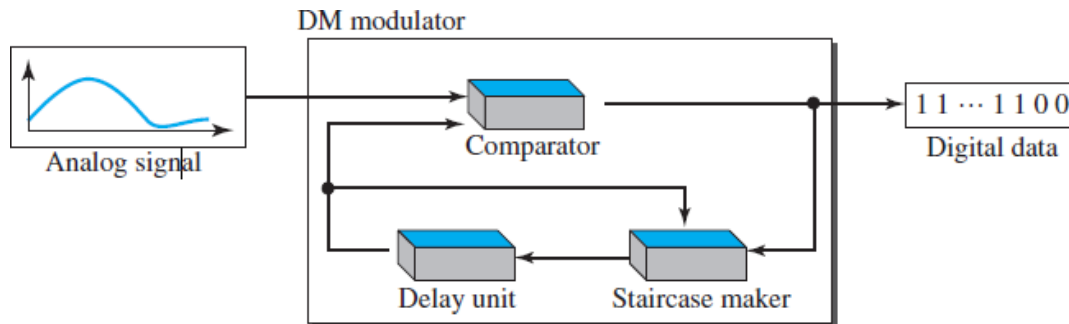 DM modulator
Analog signal
Comparator
1 1 ··· 1 1 0 0
Digital data
Delay unit
Staircase maker